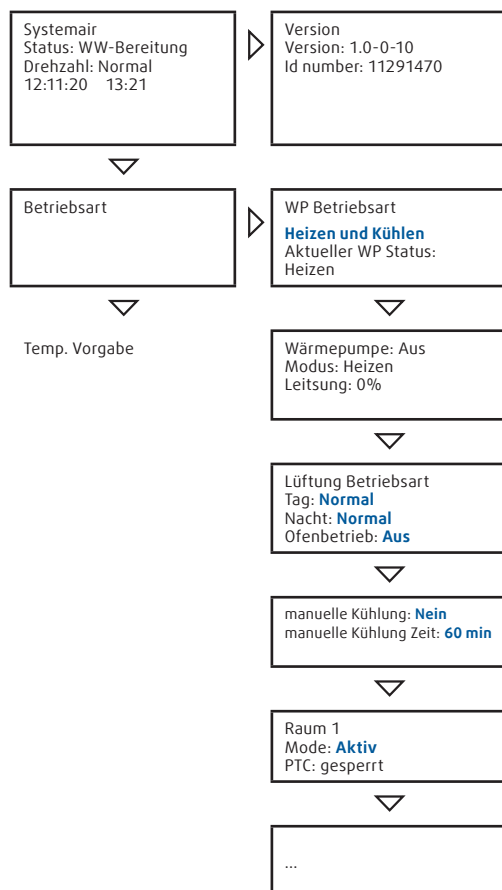 Systemair
Status: WW-Bereitung
Drehzahl: Normal
12:11:20 13:21
Version
Version: 1.0-0-10
Id number: 11291470
Betriebsart
WP Betriebsart
Heizen und Kühlen
Aktueller WP Status:
Heizen
Temp. Vorgabe
Wärmepumpe: Aus
Modus: Heizen
Leitsung: 0%
Lüftung Betriebsart
Tag: Normal
Nacht: Normal
Ofenbetrieb: Aus
manuelle Kühlung: Nein
manuelle Kühlung Zeit: 60 min
Raum 1
Mode: Aktiv
PTC: gesperrt
...